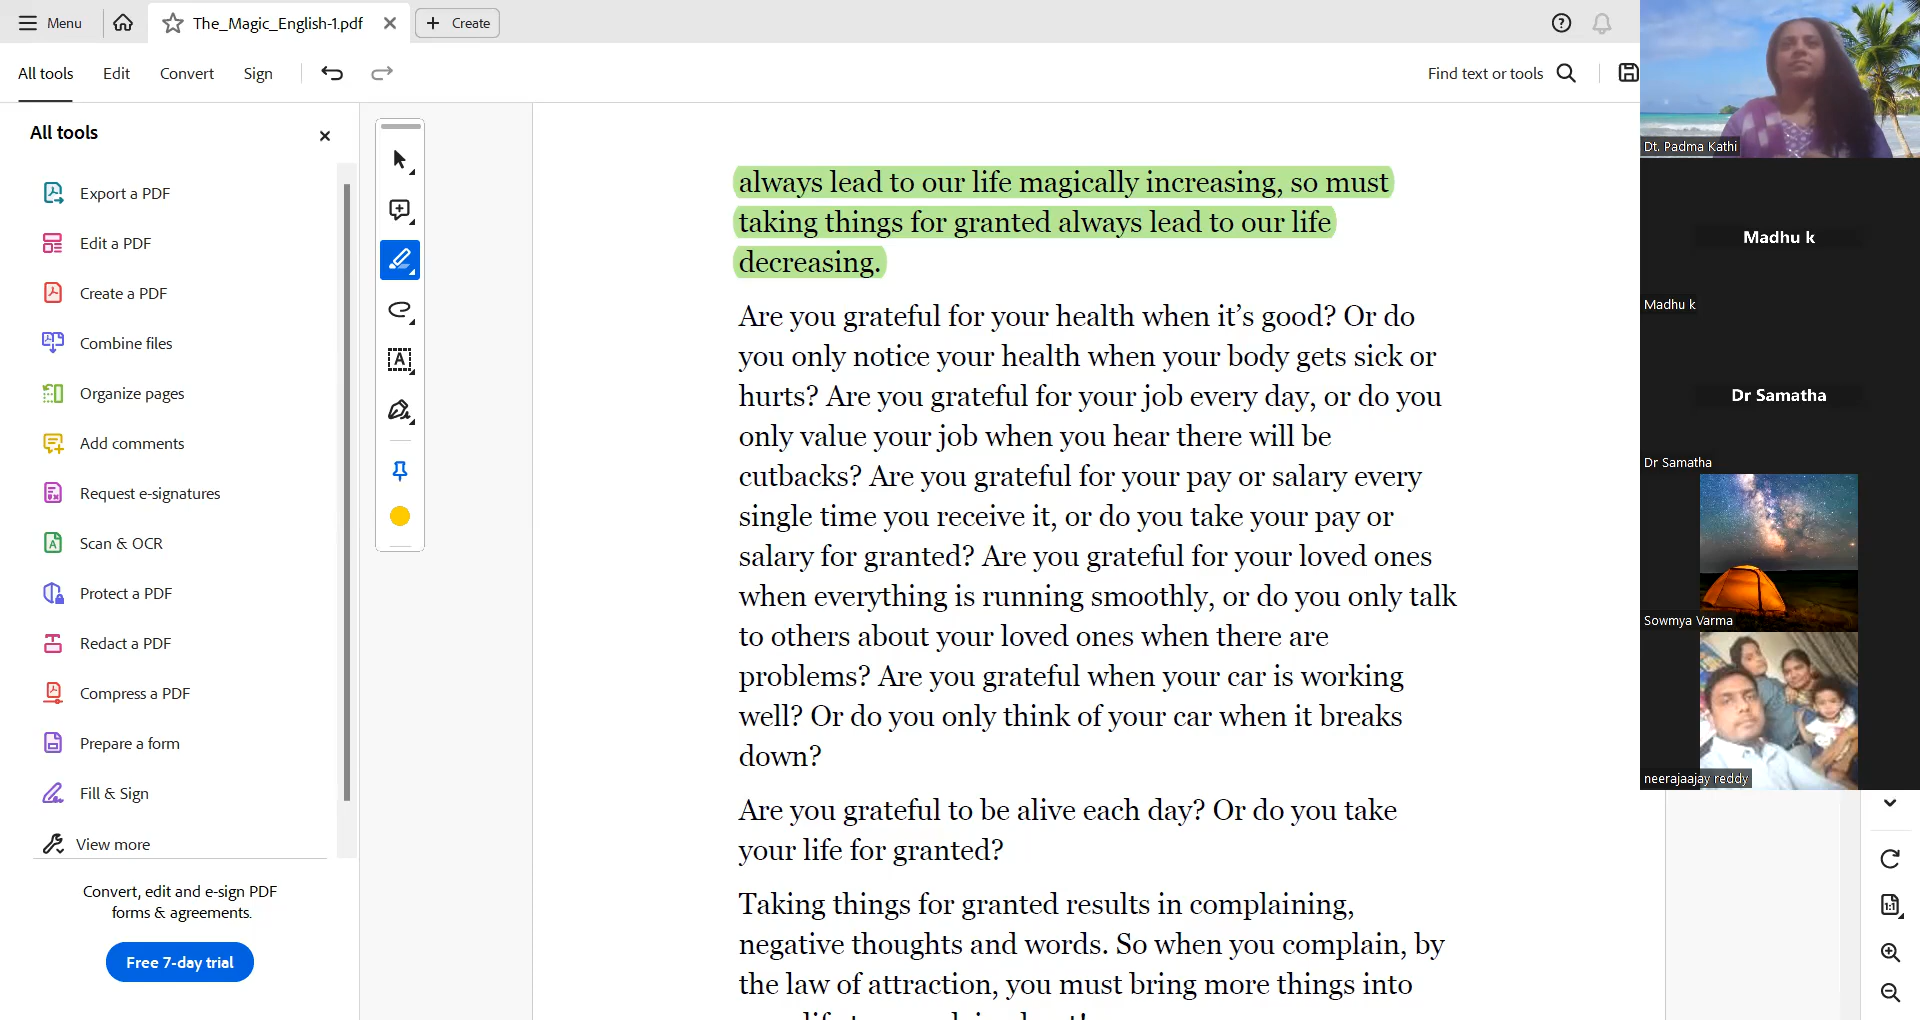 Menu
The_Magic_English-1.pdf
Create
All tools
Edit
Convert
Sign
Find text or tools
All tools
Export a PDF
Edit a PDF
Create a PDF
Combine files
Organize pages
Add comments
Request e-signatures
Scan & OCR
Protect a PDF
Redact a PDF
Compress a PDF
Prepare a form
Fill & Sign
View more
Convert, edit and e-sign PDF
forms & agreements.
Free 7-day trial
always lead to our life magically increasing, so must
taking things for granted always lead to our life
decreasing.
Are you grateful for your health when it’s good? Or do
you only notice your health when your body gets sick or
hurts? Are you grateful for your job every day, or do you
only value your job when you hear there will be
cutbacks? Are you grateful for your pay or salary every
single time you receive it, or do you take your pay or
salary for granted? Are you grateful for your loved ones
when everything is running smoothly, or do you only talk
to others about your loved ones when there are
problems? Are you grateful when your car is working
well? Or do you only think of your car when it breaks
down?
Are you grateful to be alive each day? Or do you take
your life for granted?
Taking things for granted results in complaining,
negative thoughts and words. So when you complain, by
the law of attraction, you must bring more things into
Dt. Padma Kathi
Madhu k
Madhu k
Dr Samatha
Dr Samatha
Sowmya Varma
neerajaajay reddy